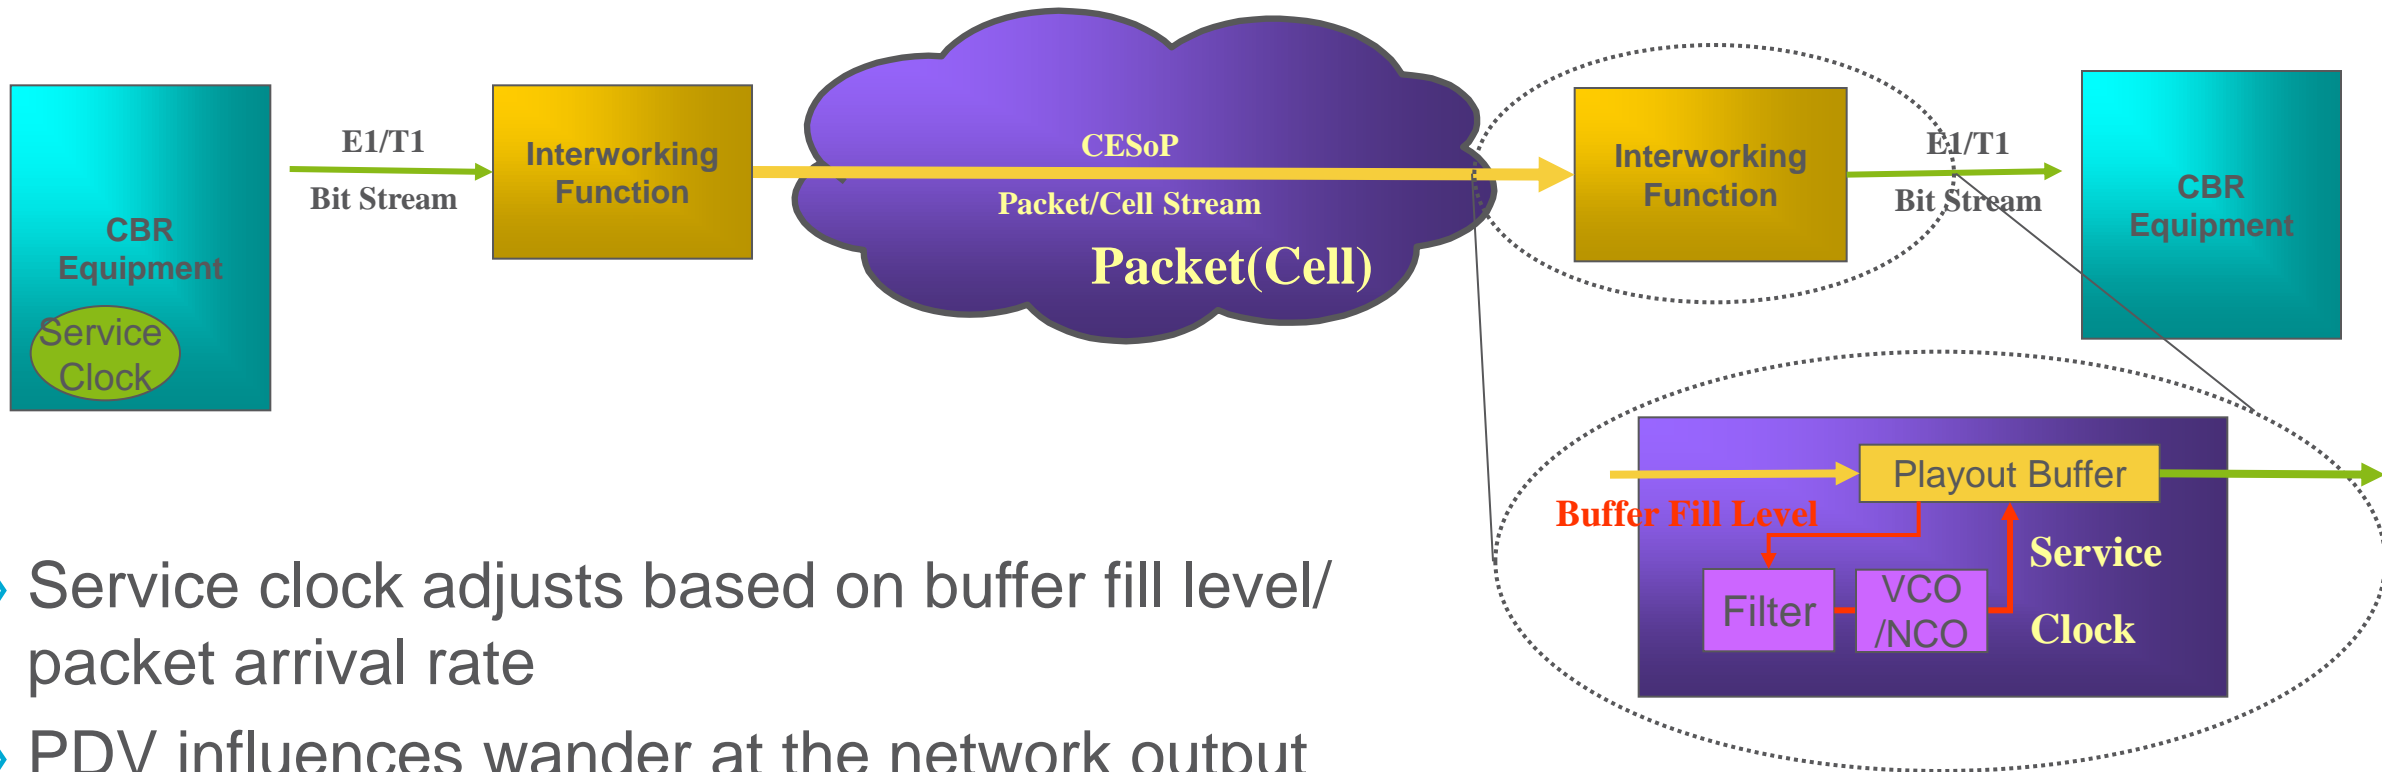 CBR
Equipment
Service
Clock
E1/T1
Bit Stream
Interworking
Function
CESoP
Packet/Cell Stream
Packet(Cell)
Interworking
Function
E1/T1
Bit Stream
CBR
Equipment
Playout Buffer
Buffer Fill Level
Filter
VCO
/NCO
Service
Clock
Service clock adjusts based on buffer fill level/
packet arrival rate
PDV influences wander at the network output